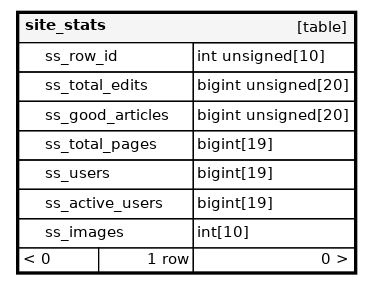 site_stats [table]
ss_row_id int unsigned[10]
ss_total_edits bigint unsigned[20]
ss_good_articles bigint unsigned[20]
ss_total_pages bigint[19]
ss_users bigint[19]
ss_active_users bigint[19]
ss_images int[10]
< 0 1 row 0 >